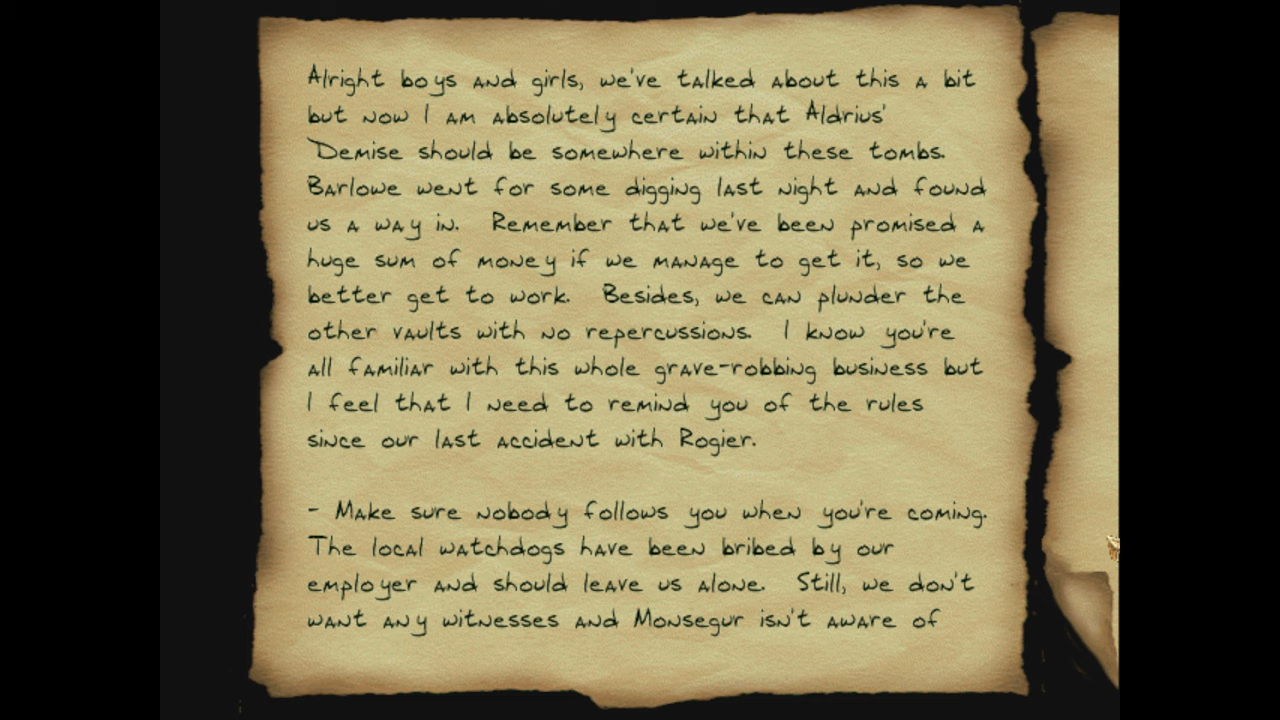 Alright boys and girls, we've talked about this a bit
but now I am absolutely certain that Aldrius'
Demise should be somewhere within these tombs.
Barlowe went for some digging last night and found
us a way in.  Remember that we've been promised a
huge sum of money if we manage to get it, so we
better get to work.  Besides, we can plunder the
other vaults with no repercussions.  I know you're
all familiar with this whole grave-robbing business but
I feel that I need to remind you of the rules
since our last accident with Rogier.
- Make sure nobody follows you when you're coming.
The local watchdogs have been bribed by our
employer and should leave us alone.  Still, we don't
want any witnesses and Monsegur isn't aware of